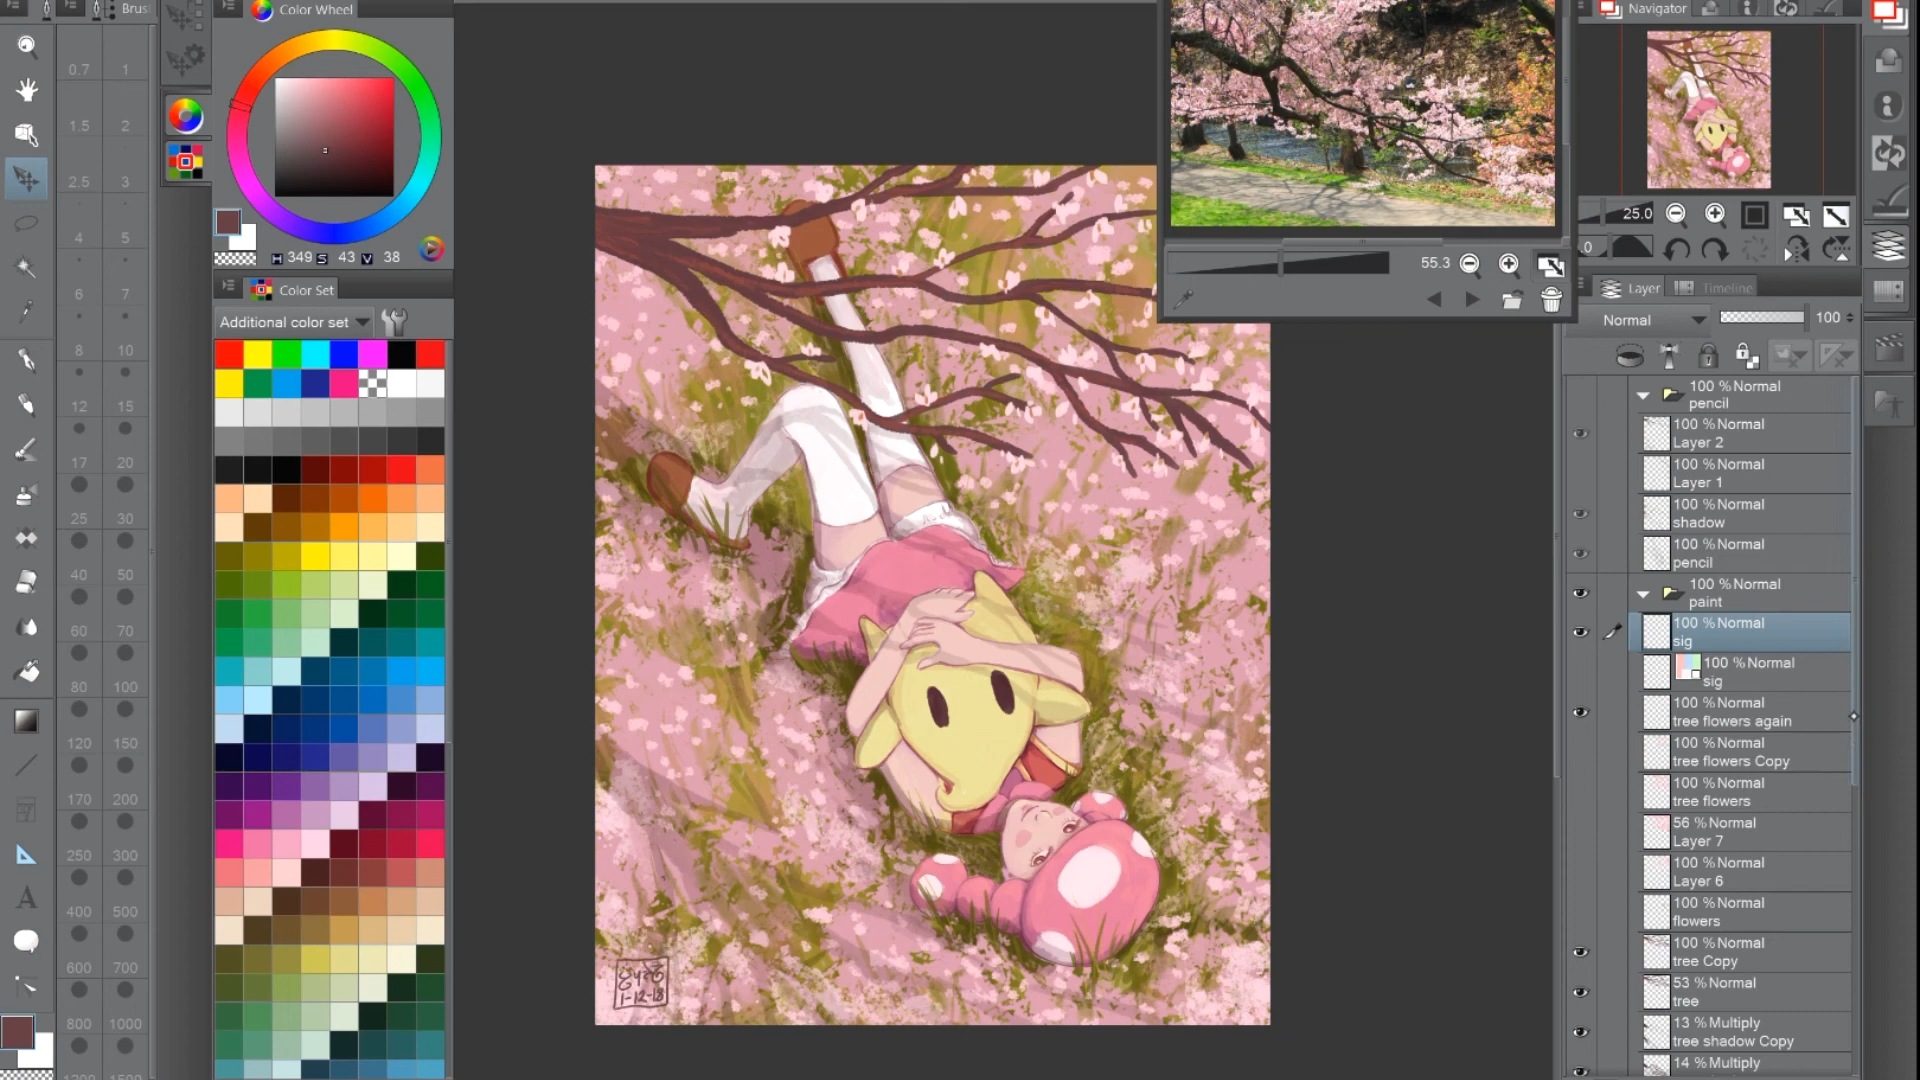 Brus
Color Wheel
Navigator
0.7 1
1.5 2
2.5 3
4 5
6 7
8 10
12 15
17 20
25 30
40 50
60 70
80 100
120 150
170 200
250 300
400 500
600 700
800 1000
H 349 S 43 V 38
Color Set
Additional color set
A
1-12-18
55.3
25.0
.0
Layer
Timeline
Normal
100
100 %Normal
pencil
100 %Normal
Layer 2
100 %Normal
Layer 1
100 %Normal
shadow
100 %Normal
pencil
100 %Normal
paint
100 %Normal
sig
100 %Normal
sig
100 %Normal
tree flowers again
100 %Normal
tree flowers Copy
100 %Normal
tree flowers
56 %Normal
Layer 7
100 %Normal
Layer 6
100 %Normal
flowers
100 %Normal
tree Copy
53 %Normal
tree
13 %Multiply
tree shadow Copy
14 %Multiply